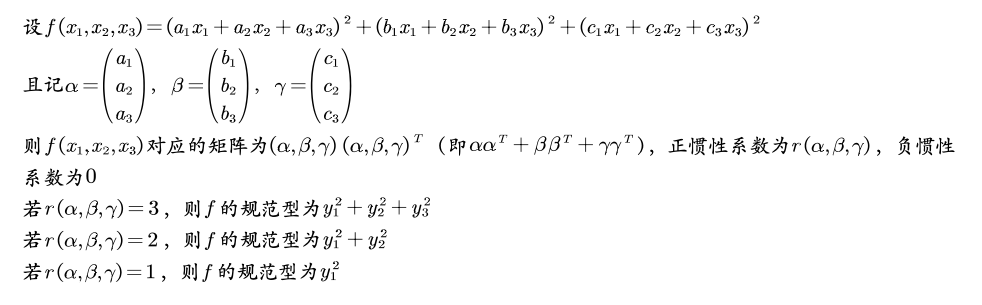 设f(x₁,x₂,x₃)=(a₁x₁+a₂x₂+a₃x₃)²+(b₁x₁+b₂x₂+b₃x₃)²+(c₁x₁+c₂x₂+c₃x₃)²
且记α=(a₁ a₂ a₃), β=(b₁ b₂ b₃), γ=(c₁ c₂ c₃)
则f(x₁,x₂,x₃)对应的矩阵为(α,β,γ)(α,β,γ)ᵀ(即ααᵀ+ββᵀ+γγᵀ),正惯性系数为r(α,β,γ),负惯性
系数为0
若r(α,β,γ)=3,则f的规范型为y₁²+y₂²+y₃²
若r(α,β,γ)=2,则f的规范型为y₁²+y₂²
若r(α,β,γ)=1,则f的规范型为y₁²